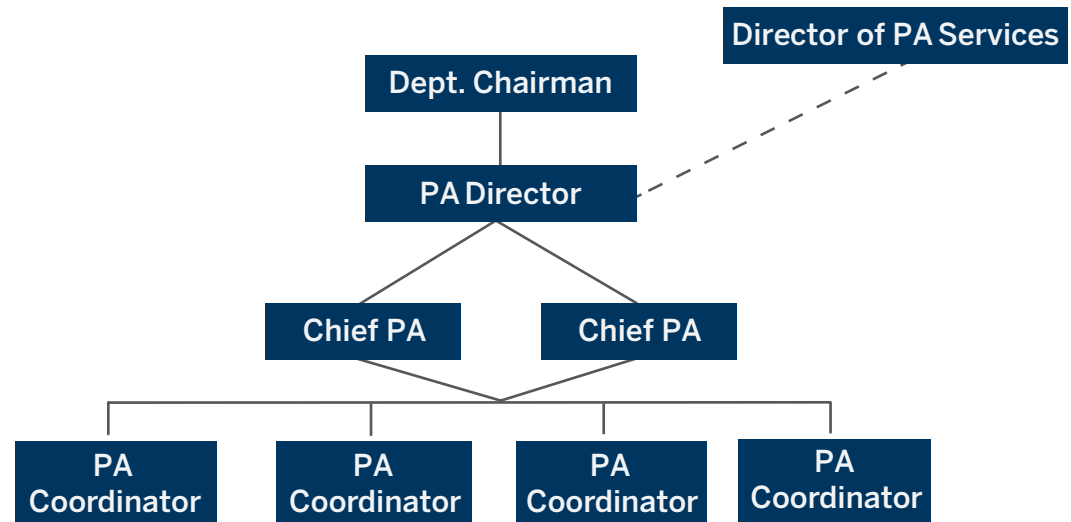 Director of PA Services
Dept. Chairman
PA Director
Chief PA
Chief PA
PA
Coordinator
PA
Coordinator
PA
Coordinator
PA
Coordinator